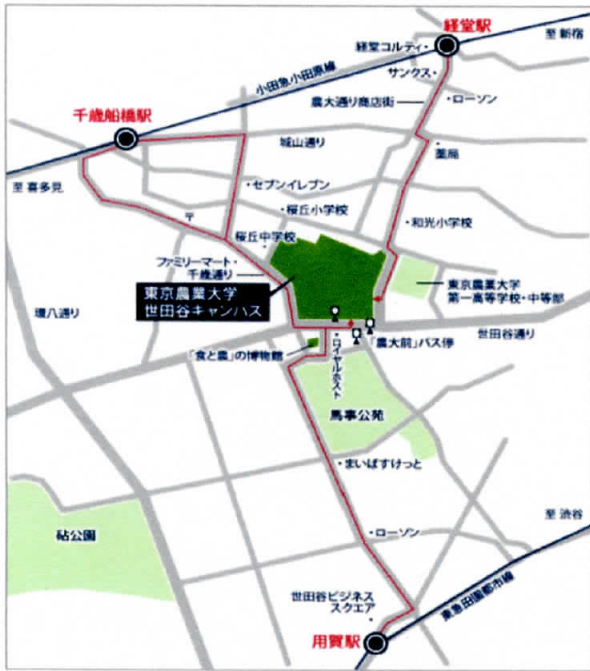 経堂駅
至 新宿
経堂コルティ・
サンクス・
小田急小田原線
農大通り商店街
・ローソン
千歳船橋駅
城山通り
・薬局
至 喜多見
・セブンイレブン
・桜丘小学校
・和光小学校
〒
桜丘中学校
ファミリーマート・
千歳通り
東京農業大学
世田谷キャンパス
東京農業大学
第一高等学校・中等部
環八通り
世田谷通り
「食と農」の博物館
・ロイヤルホスト
「農大前」バス停
馬事公苑
・まいばすけっと
砧公園
・ローソン
至 渋谷
世田谷ビジネス
スクエア
・
東急田園都市線
用賀駅